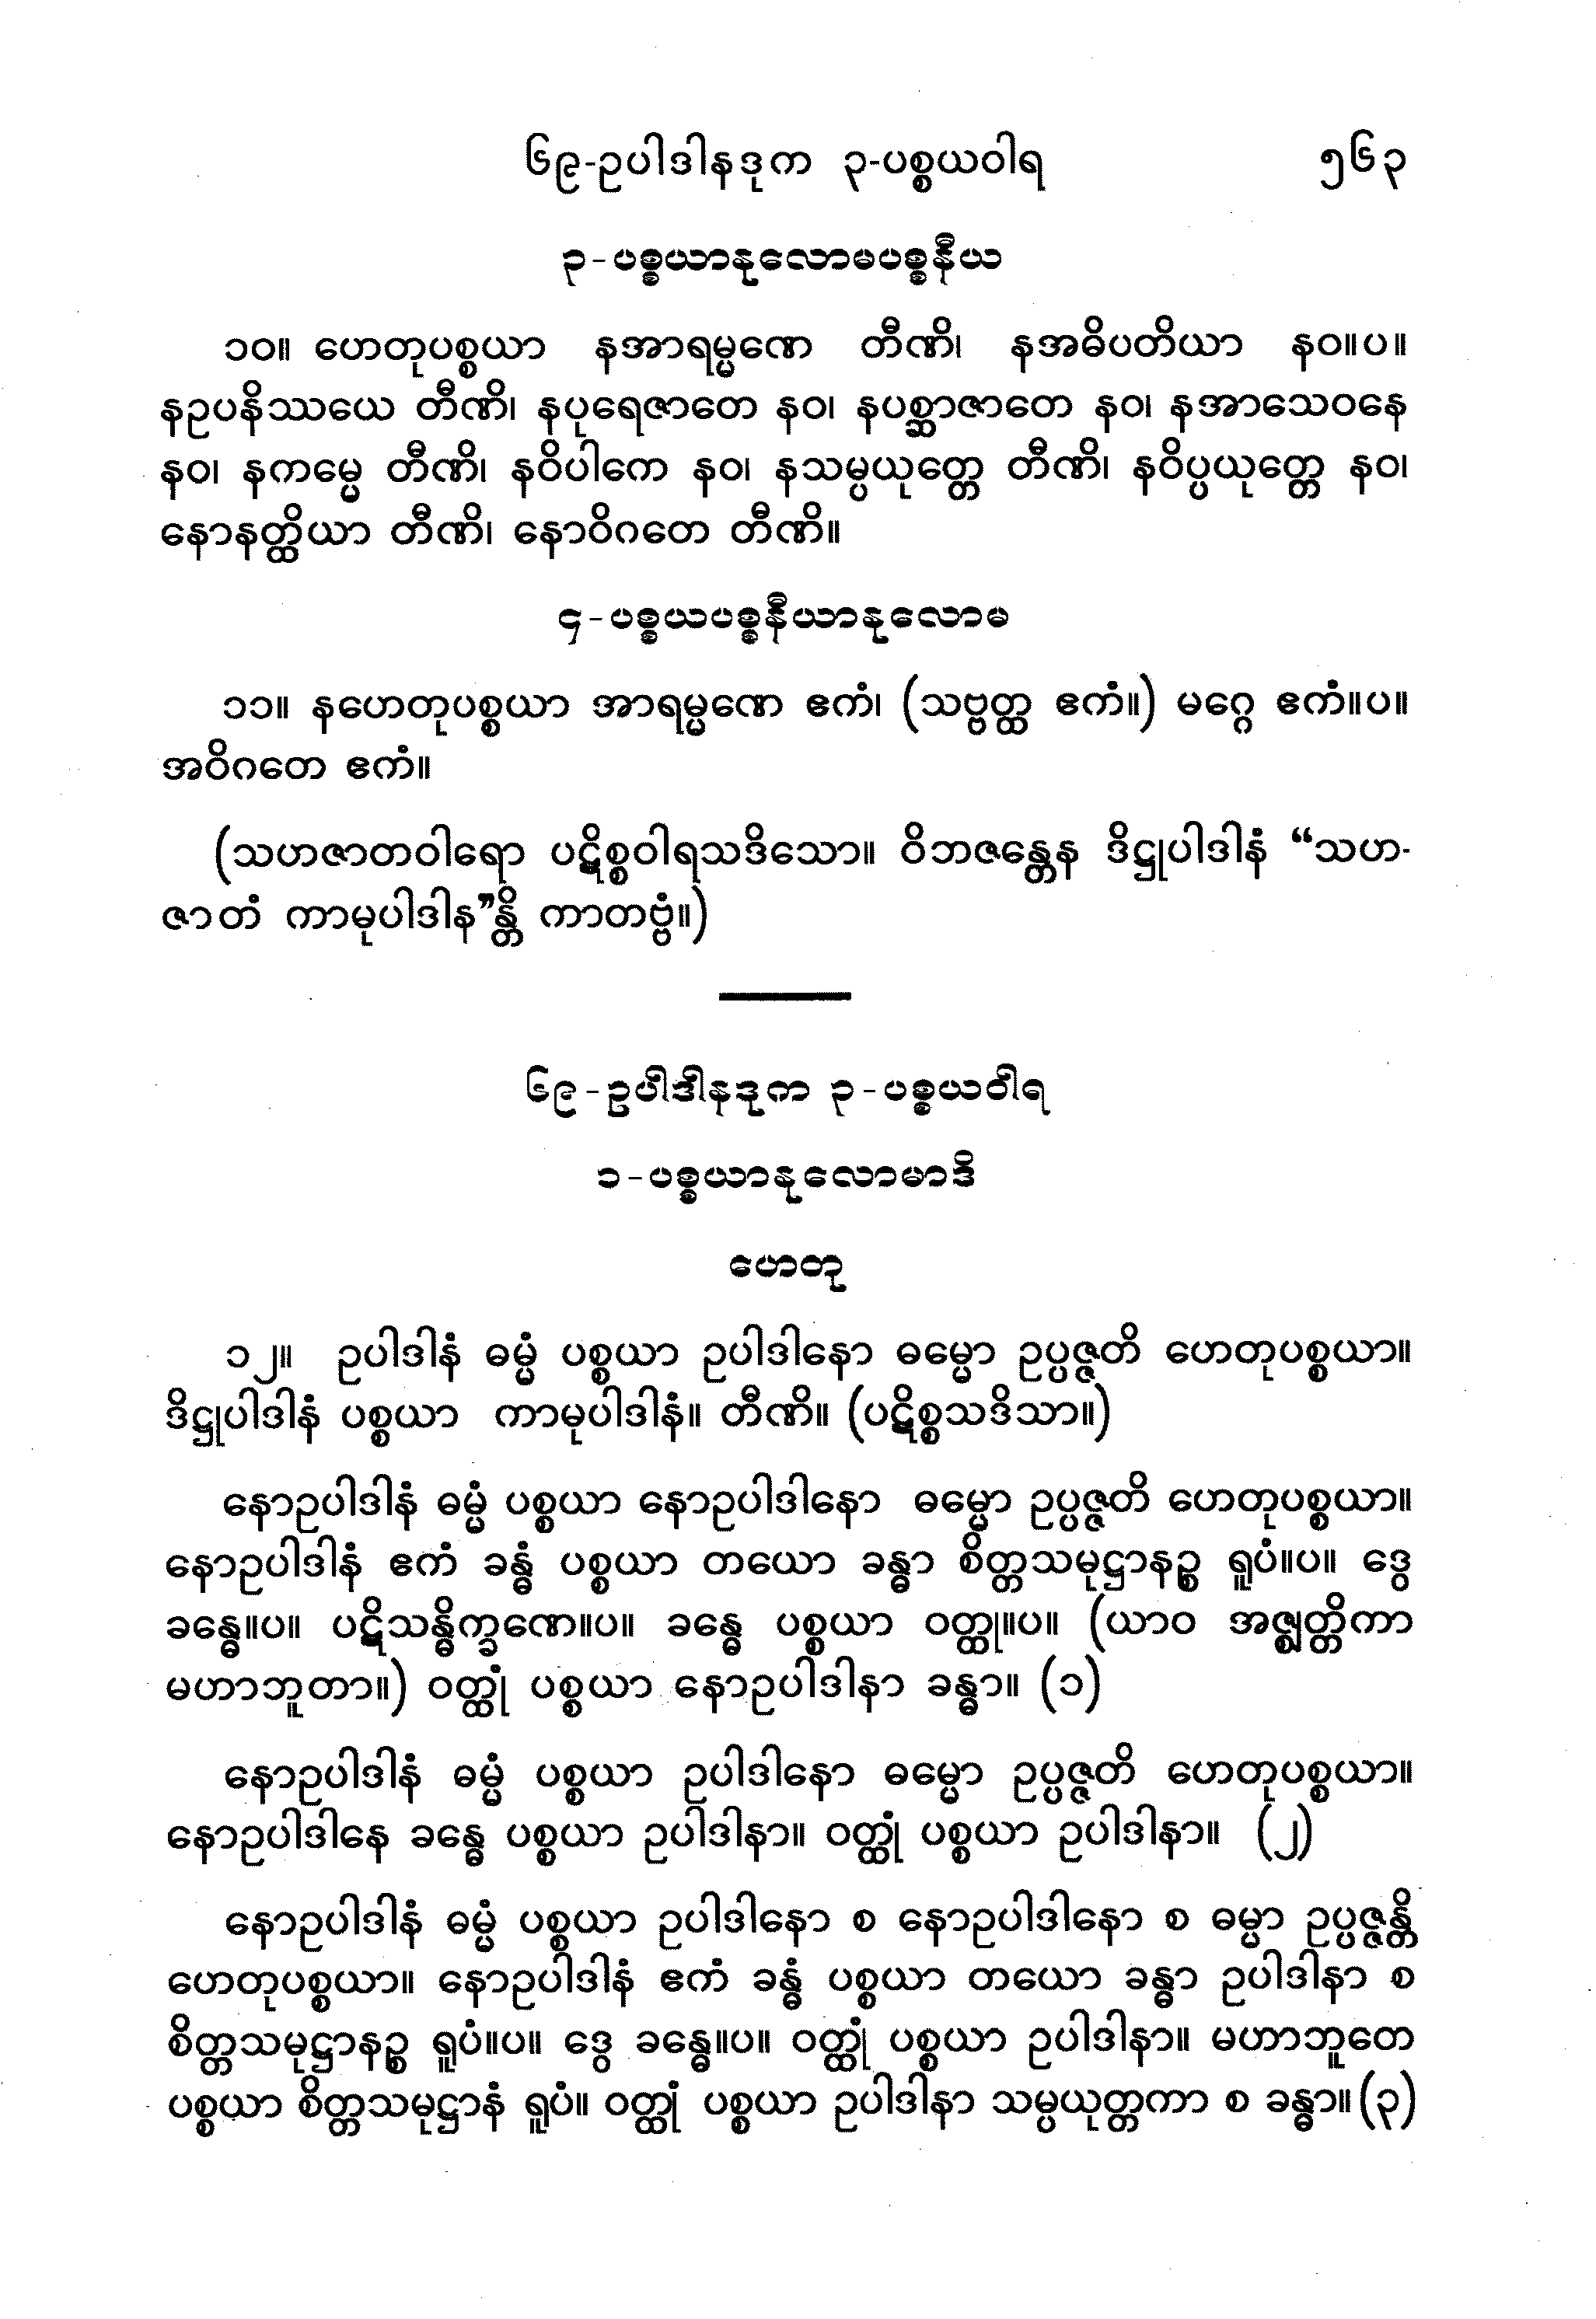 ၆၉-ဥပါဒါနဒုက ၃-ပစ္စယဝါရ ၅၆၃
၃-ပစ္စယာနုလောမပစ္စနီယ
၁၀။ ဟေတုပစ္စယာ နအာရမ္မဏေ တီဏိ၊ နအဓိပတိယာ နဝ။ပ။
နဥပနိဿယေ တီဏိ၊ နပုရေဇာတေ နဝ၊ နပစ္ဆာဇာတေ နဝ၊ နအာသေဝနေ
နဝ၊ နကမ္မေ တီဏိ၊ နဝိပါကေ နဝ၊ နသမ္ပယုတ္တေ တီဏိ၊ နဝိပ္ပယုတ္တေ နဝ၊
နောနတ္ထိယာ တီဏိ၊ နောဝိဂတေ တီဏိ။
၄-ပစ္စယပစ္စနီယာနုလောမ
၁၁။ နဟေတုပစ္စယာ အာရမ္မဏေ ဧကံ၊ (သဗ္ဗတ္ထ ဧကံ။) မဂ္ဂေ ဧကံ။ပ။
အဝိဂတေ ဧကံ။
(သဟဇာတဝါရော ပဋိစ္စဝါရသဒိသော။ ဝိဘဇန္တေန ဒိဋ္ဌုပါဒါနံ “သဟ-
ဇာတံ ကာမုပါဒါန”န္တိ ကာတဗ္ဗံ။)
၆၉-ဥပါဒါနဒုက ၃-ပစ္စယဝါရ
၁-ပစ္စယာနုလောမာဒိ
ဟေတု
၁၂။ ဥပါဒါနံ ဓမ္မံ ပစ္စယာ ဥပါဒါနော ဓမ္မော ဥပ္ပဇ္ဇတိ ဟေတုပစ္စယာ။
ဒိဋ္ဌုပါဒါနံ ပစ္စယာ ကာမုပါဒါနံ။ တီဏိ။ (ပဋိစ္စသဒိသာ။)
နောဥပါဒါနံ ဓမ္မံ ပစ္စယာ နောဥပါဒါနော ဓမ္မော ဥပ္ပဇ္ဇတိ ဟေတုပစ္စယာ။
နောဥပါဒါနံ ဧကံ ခန္ဓံ ပစ္စယာ တယော ခန္ဓာ စိတ္တသမုဋ္ဌာနဉ္စ ရူပံ။ပ။ ဒွေ
ခန္ဓေ။ပ။ ပဋိသန္ဓိက္ခဏေ။ပ။ ခန္ဓေ ပစ္စယာ ဝတ္ထု။ပ။ (ယာဝ အဇ္ဈတ္တိကာ
မဟာဘူတာ။) ဝတ္ထုံ ပစ္စယာ နောဥပါဒါနာ ခန္ဓာ။ (၁)
နောဥပါဒါနံ ဓမ္မံ ပစ္စယာ ဥပါဒါနော ဓမ္မော ဥပ္ပဇ္ဇတိ ဟေတုပစ္စယာ။
နောဥပါဒါနေ ခန္ဓေ ပစ္စယာ ဥပါဒါနာ။ ဝတ္ထုံ ပစ္စယာ ဥပါဒါနာ။ (၂)
နောဥပါဒါနံ ဓမ္မံ ပစ္စယာ ဥပါဒါနော စ နောဥပါဒါနော စ ဓမ္မာ ဥပ္ပဇ္ဇန္တိ
ဟေတုပစ္စယာ။ နောဥပါဒါနံ ဧကံ ခန္ဓံ ပစ္စယာ တယော ခန္ဓာ ဥပါဒါနာ စ
စိတ္တသမုဋ္ဌာနဉ္စ ရူပံ။ပ။ ဒွေ ခန္ဓေ။ပ။ ဝတ္ထုံ ပစ္စယာ ဥပါဒါနာ။ မဟာဘူတေ
ပစ္စယာ စိတ္တသမုဋ္ဌာနံ ရူပံ။ ဝတ္ထုံ ပစ္စယာ ဥပါဒါနာ သမ္ပယုတ္တကာ စ ခန္ဓာ။ (၃)